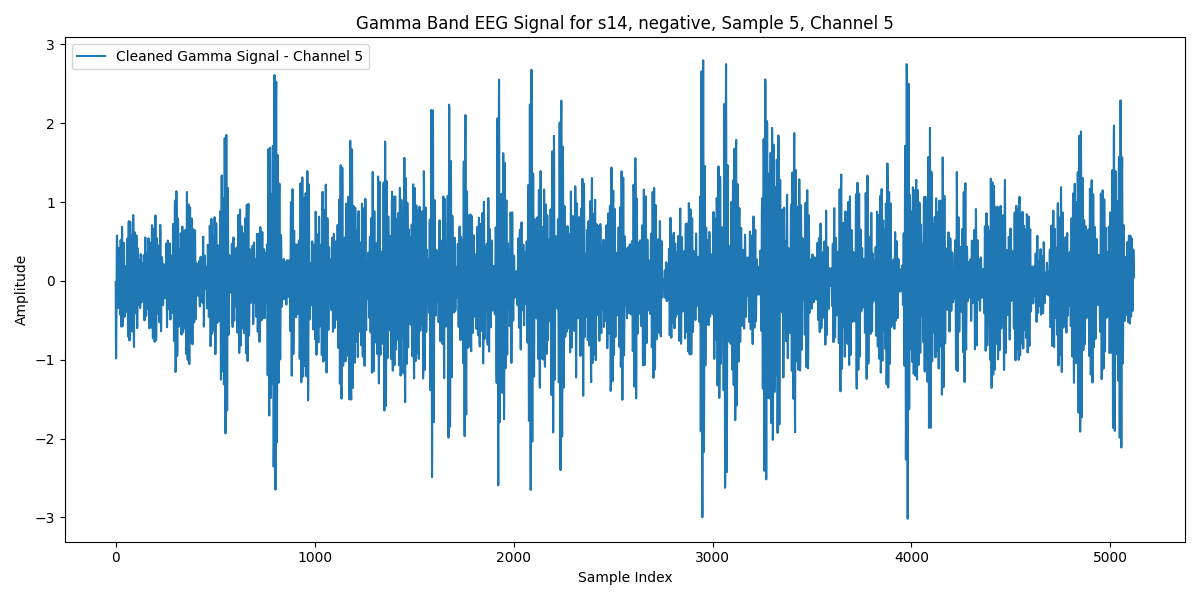 Gamma Band EEG Signal for s14, negative, Sample 5, Channel 5
Cleaned Gamma Signal - Channel 5
3
2
1
0
−1
−2
−3
Amplitude
0 1000 2000 3000 4000 5000
Sample Index